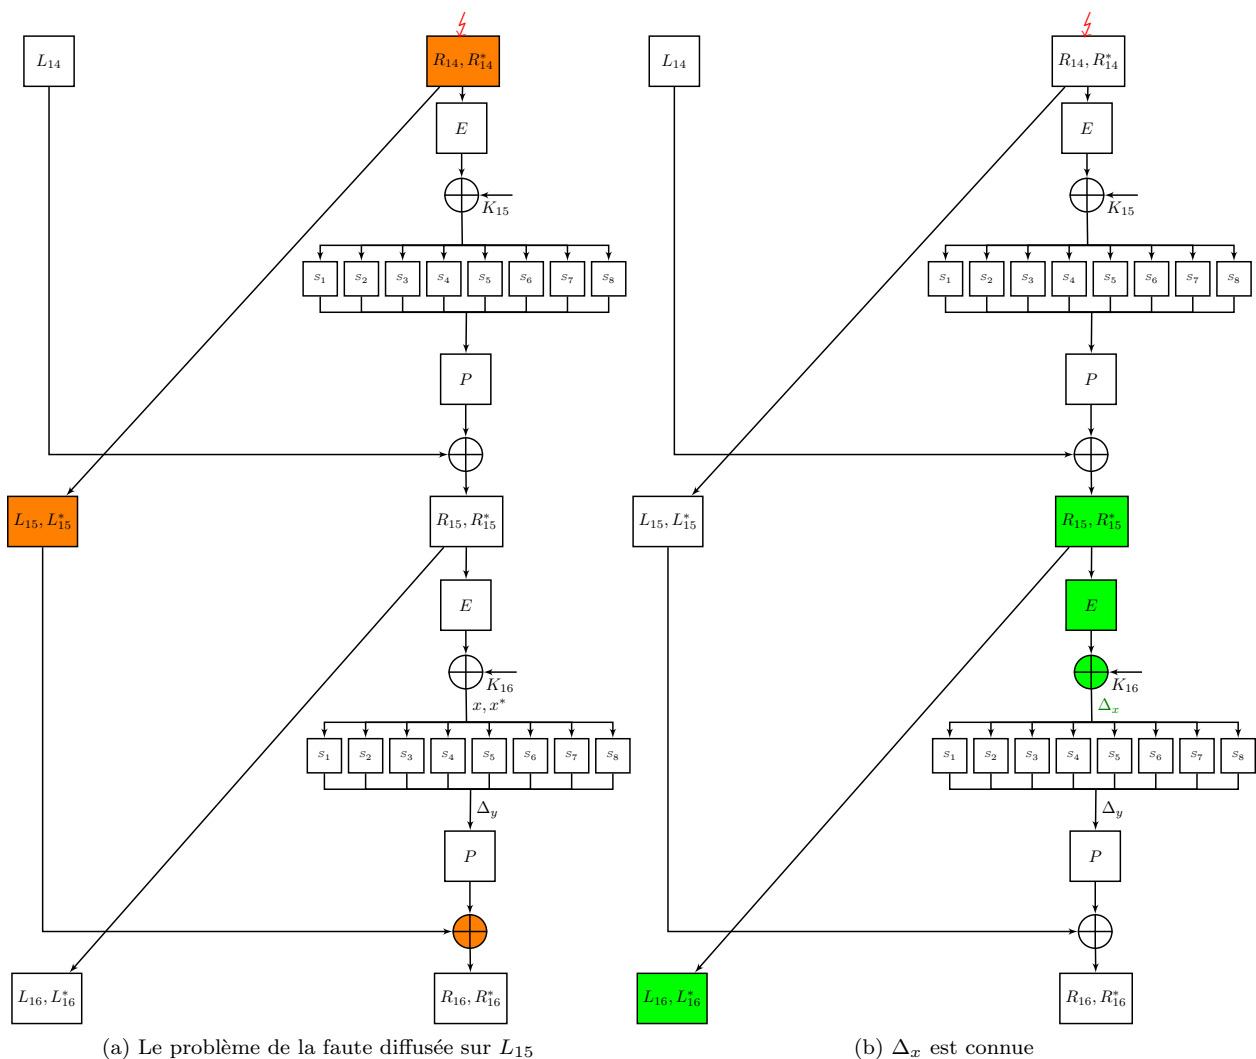 L₁₄
R₁₄, R*₁₄
L₁₄
R₁₄, R*₁₄
E
E
K₁₅
K₁₅
S₁ S₂ S₃ S₄ S₅ S₆ S₇ S₈
S₁ S₂ S₃ S₄ S₅ S₆ S₇ S₈
P
P
L₁₅, L*₁₅
R₁₅, R*₁₅
L₁₅, L*₁₅
R₁₅, R*₁₅
E
E
K₁₆
K₁₆
x, x*
Δₓ
S₁ S₂ S₃ S₄ S₅ S₆ S₇ S₈
S₁ S₂ S₃ S₄ S₅ S₆ S₇ S₈
Δy
Δy
P
P
L₁₆, L*₁₆
R₁₆, R*₁₆
L₁₆, L*₁₆
R₁₆, R*₁₆
(a) Le problème de la faute diffusée sur L₁₅
(b) Δₓ est connue